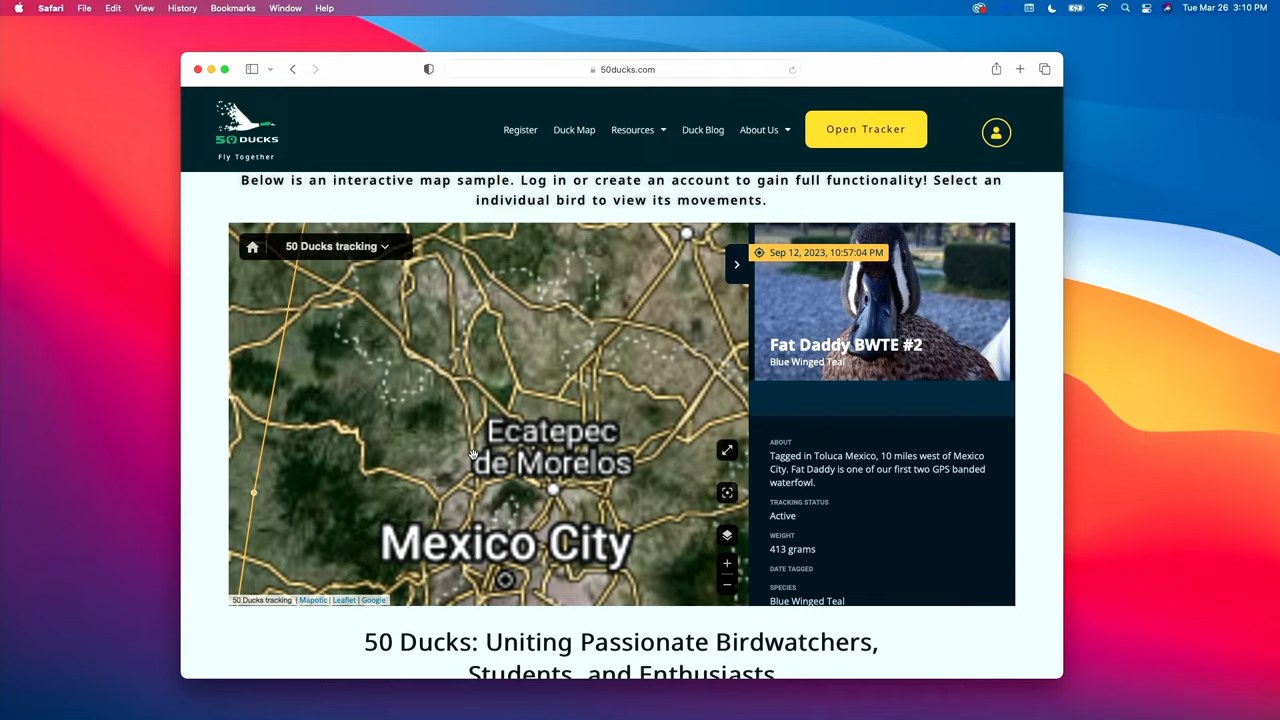 Safari File Edit View History Bookmarks Window Help
Tue Mar 26 3:10 PM
50ducks.com
50 DUCKS
Fly Together
Register Duck Map Resources Duck Blog About Us Open Tracker
Below is an interactive map sample. Log in or create an account to gain full functionality! Select an
individual bird to view its movements.
50 Ducks tracking
Ecatepec
de Morelos
Mexico City
50 Ducks tracking | Mapotic | Leaflet | Google
Sep 12, 2023, 10:57:04 PM
Fat Daddy BWTE #2
Blue Winged Teal
ABOUT
Tagged in Toluca Mexico, 10 miles west of Mexico
City. Fat Daddy is one of our first two GPS banded
waterfowl.
TRACKING STATUS
Active
WEIGHT
413 grams
DATE TAGGED
SPECIES
Blue Winged Teal
50 Ducks: Uniting Passionate Birdwatchers,
Students, and Enthusiasts